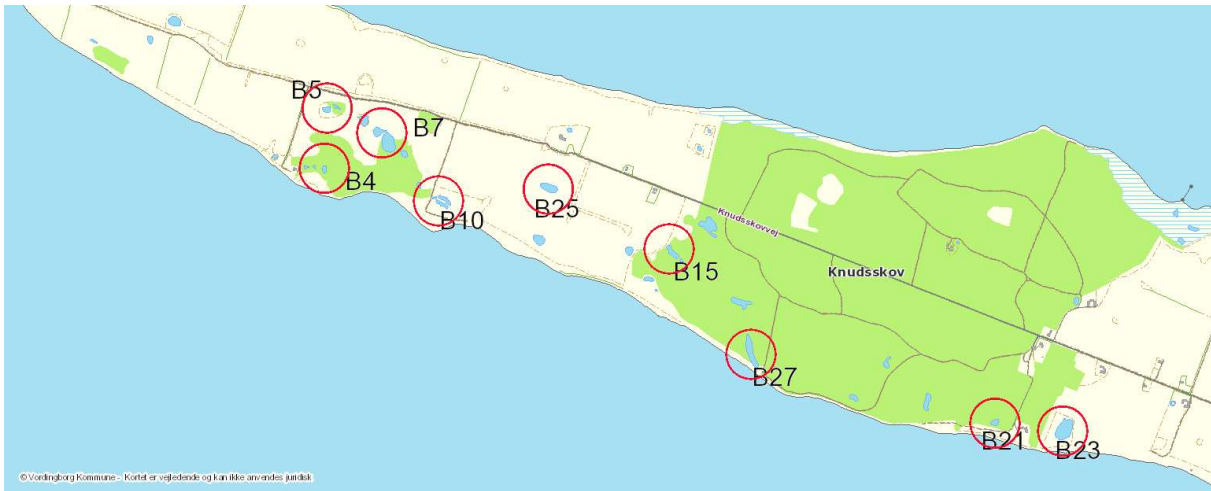 B5
B7
B4
B10
B25
Knudsskovvej
B15
Knudsskov
B27
B21
B23
© Vordingborg Kommune - Kortet er vejledende og kan ikke anvendes juridisk